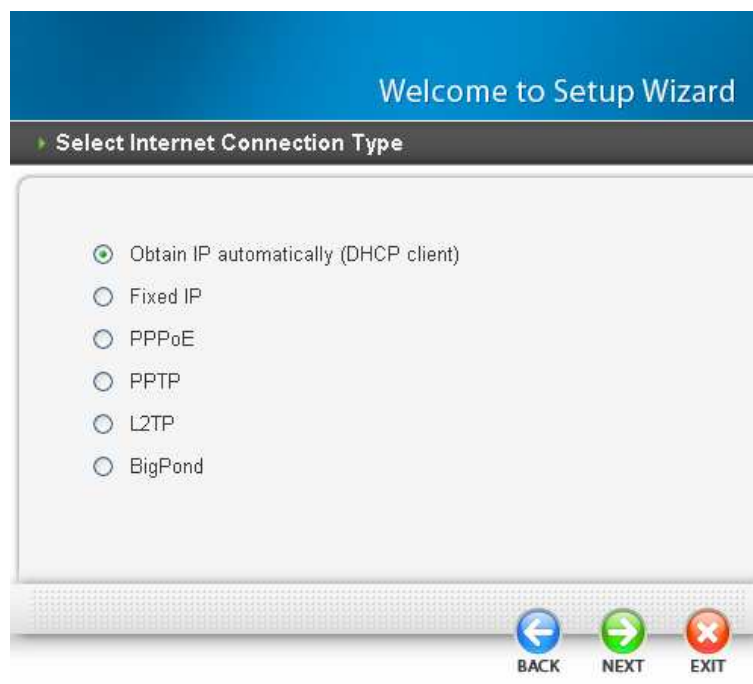 Welcome to Setup Wizard
Select Internet Connection Type
Obtain IP automatically (DHCP client)
Fixed IP
PPPoE
PPTP
L2TP
BigPond
BACK NEXT EXIT